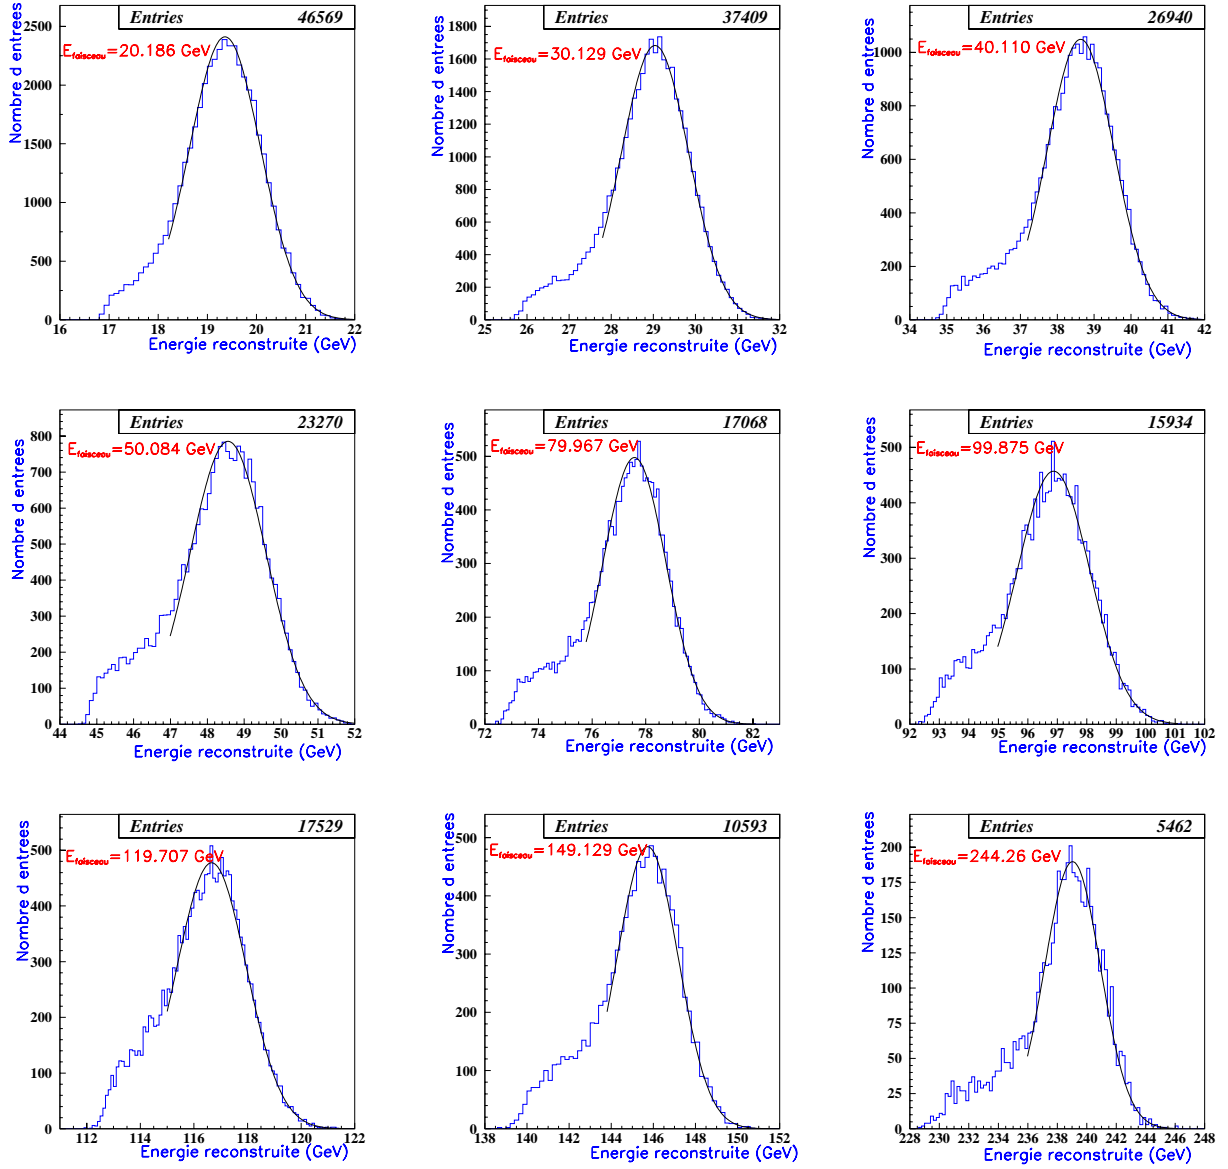 Entries 46569
E faisceau =20.186 GeV
Nombre d entrees
2500
2000
1500
1000
500
0
16 17 18 19 20 21 22
Energie reconstruite (GeV)
Entries 37409
E faisceau =30.129 GeV
Nombre d entrees
1800
1600
1400
1200
1000
800
600
400
200
0
25 26 27 28 29 30 31 32
Energie reconstruite (GeV)
Entries 26940
E faisceau =40.110 GeV
Nombre d entrees
1000
800
600
400
200
0
34 35 36 37 38 39 40 41 42
Energie reconstruite (GeV)
Entries 23270
E faisceau =50.084 GeV
Nombre d entrees
800
700
600
500
400
300
200
100
0
44 45 46 47 48 49 50 51 52
Energie reconstruite (GeV)
Entries 17068
E faisceau =79.967 GeV
Nombre d entrees
500
400
300
200
100
0
72 74 76 78 80 82
Energie reconstruite (GeV)
Entries 15934
E faisceau =99.875 GeV
Nombre d entrees
500
400
300
200
100
0
92 93 94 95 96 97 98 99 100 101 102
Energie reconstruite (GeV)
Entries 17529
E faisceau =119.707 GeV
Nombre d entrees
500
400
300
200
100
0
112 114 116 118 120 122
Energie reconstruite (GeV)
Entries 10593
E faisceau =149.129 GeV
Nombre d entrees
500
400
300
200
100
0
138 140 142 144 146 148 150 152
Energie reconstruite (GeV)
Entries 5462
E faisceau =244.26 GeV
Nombre d entrees
200
175
150
125
100
75
50
25
0
228 230 232 234 236 238 240 242 244 246 248
Energie reconstruite (GeV)